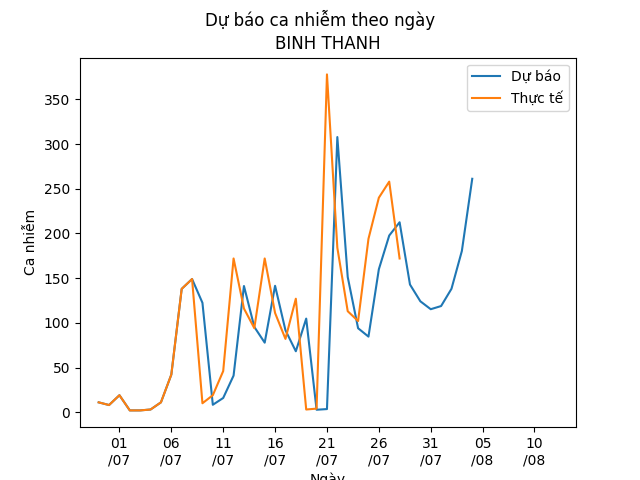 Dự báo ca nhiễm theo ngày
BINH THANH
Dự báo
Thực tế
Ca nhiễm
350
300
250
200
150
100
50
0
01 06 11 16 21 26 31 05 10
/07 /07 /07 /07 /07 /07 /07 /08 /08
Ngày